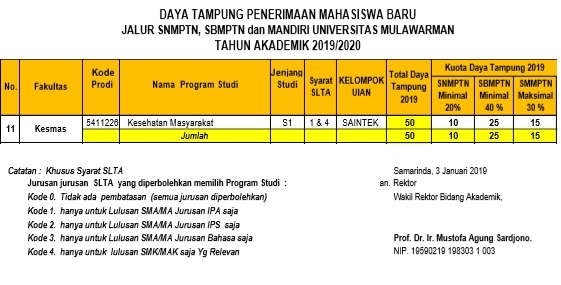 DAYA TAMPUNG PENERIMAAN MAHASISWA BARU
JALUR SNMPTN, SBMPTN dan MANDIRI UNIVERSITAS MULAWARMAN
TAHUN AKADEMIK 2019/2020
No. Fakultas Kode Prodi Nama Program Studi Jenjang Studi Syarat SLTA KELOMPOK UJIAN Total Daya Tampung 2019 Kuota Daya Tampung 2019
SNMPTN Minimal 20% SBMPTN Minimal 40 % SMMPTN Maksimal 30 %
11 Kesmas 5411226 Kesehatan Masyarakat S1 1 & 4 SAINTEK 50 10 25 15
Jumlah 50 10 25 15
Catatan : Khusus Syarat SLTA
Samarinda, 3 Januari 2019
Jurusan jurusan SLTA yang diperbolehkan memilih Program Studi :
an. Rektor
Kode 0. Tidak ada pembatasan (semua jurusan diperbolehkan)
Wakil Rektor Bidang Akademik,
Kode 1. hanya untuk Lulusan SMA/MA Jurusan IPA saja
Kode 2. hanya untuk Lulusan SMA/MA Jurusan IPS saja
Kode 3. hanya untuk Lulusan SMA/MA Jurusan Bahasa saja
Prof. Dr. Ir. Mustofa Agung Sardjono.
Kode 4. hanya untuk lulusan SMK/MAK saja Yg Relevan
NIP. 19590219 198303 1 003